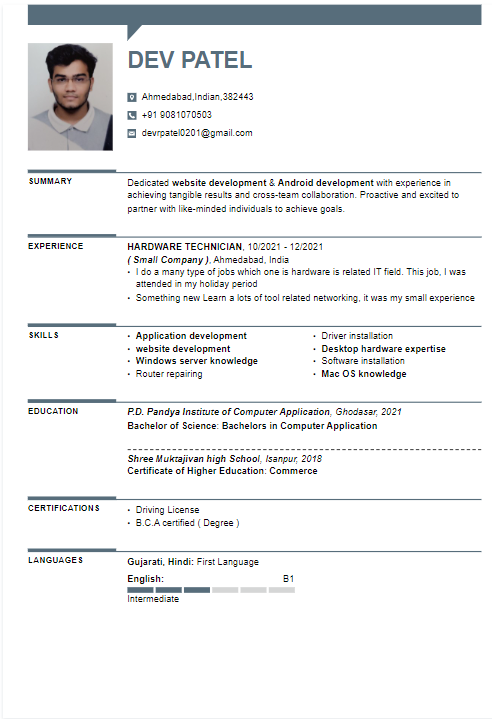 DEV PATEL
Ahmedabad,Indian,382443
+91 9081070503
devrpatel0201@gmail.com
SUMMARY
Dedicated website development & Android development with experience in
achieving tangible results and cross-team collaboration. Proactive and excited to
partner with like-minded individuals to achieve goals.
EXPERIENCE
HARDWARE TECHNICIAN, 10/2021 - 12/2021
( Small Company ), Ahmedabad, India
• I do a many type of jobs which one is hardware is related IT field. This job, I was
attended in my holiday period
• Something new Learn a lots of tool related networking, it was my small experience
SKILLS
• Application development
• website development
• Windows server knowledge
• Router repairing
• Driver installation
• Desktop hardware expertise
• Software installation
• Mac OS knowledge
EDUCATION
P.D. Pandya Institute of Computer Application, Ghodasar, 2021
Bachelor of Science: Bachelors in Computer Application
Shree Muktajivan high School, Isanpur, 2018
Certificate of Higher Education: Commerce
CERTIFICATIONS
• Driving License
• B.C.A certified ( Degree )
LANGUAGES
Gujarati, Hindi: First Language
English: B1
Intermediate